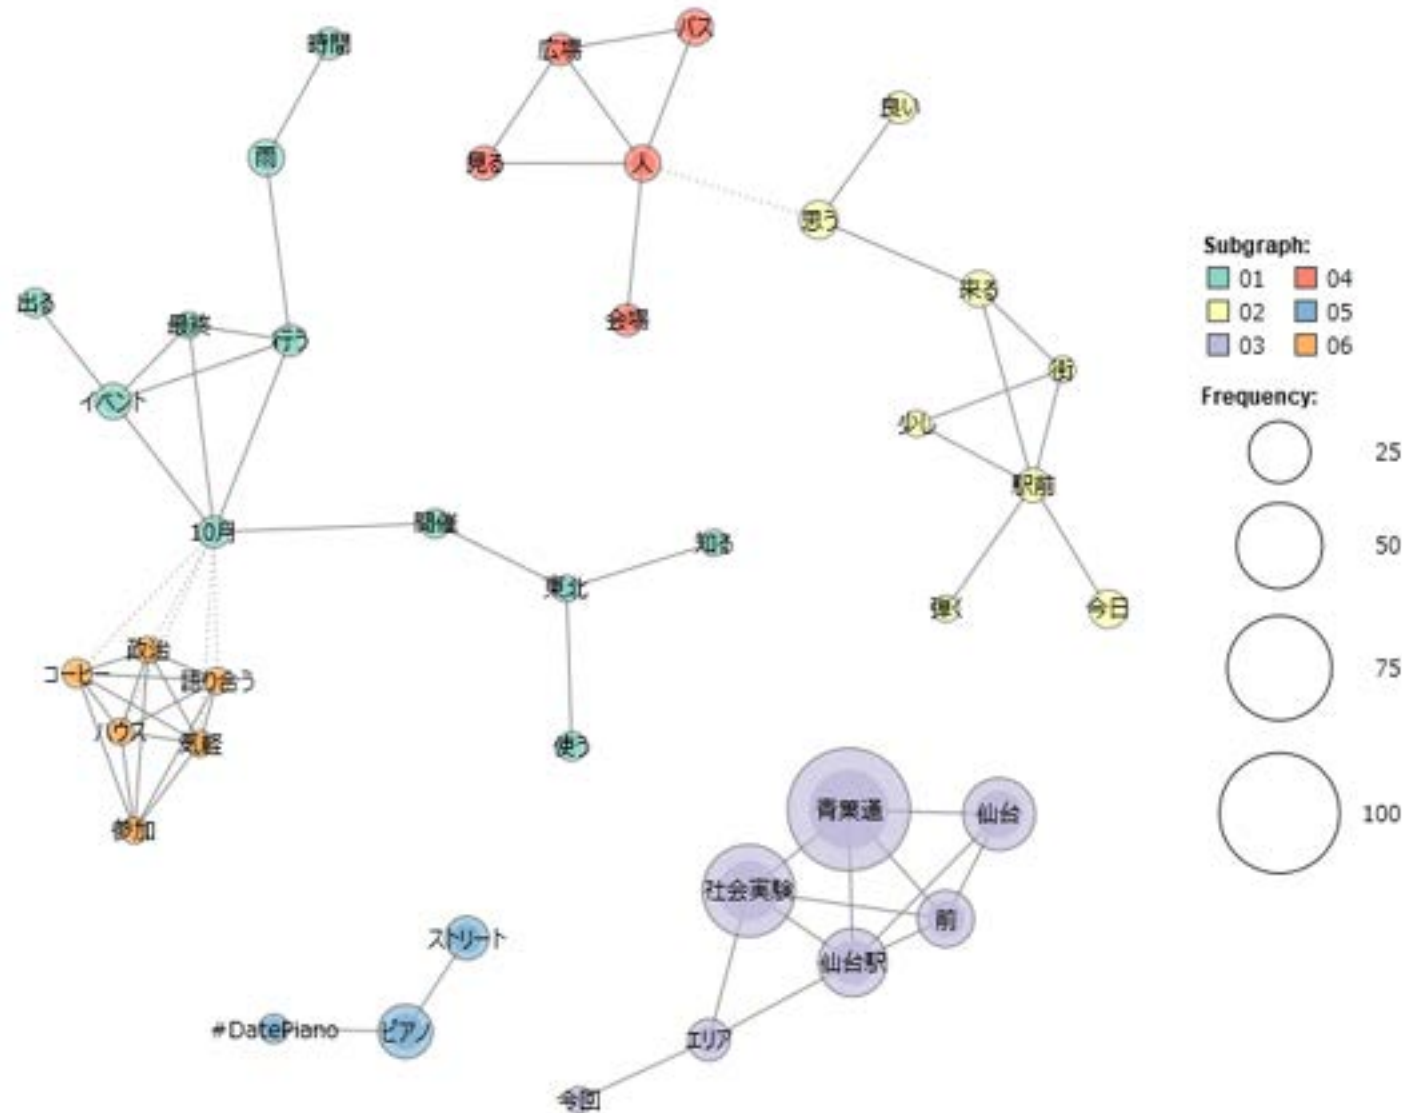 時間
広場
バス
雨
見る
人
良い
思う
来る
会場
出る
最終
行う
イベント
街
少し
駅前
10月
開催
知る
東北
弾く
今日
政治
コーヒー
語り合う
ハウス
気軽
使う
参加
青葉通
仙台
社会実験
前
仙台駅
ストリート
#DatePiano
ピアノ
エリア
今回
Subgraph:
01 04
02 05
03 06
Frequency:
25
50
75
100